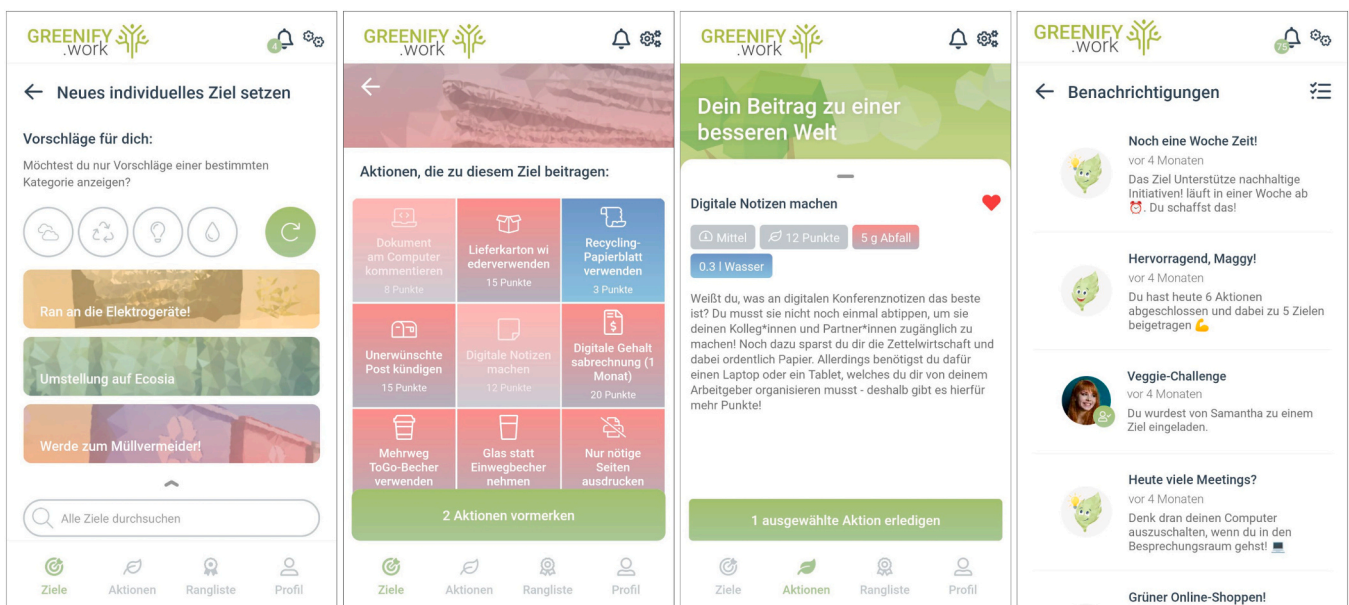 GREENIFY
.work
4
Neues individuelles Ziel setzen
Vorschläge für dich:
Möchtest du nur Vorschläge einer bestimmten
Kategorie anzeigen?
Ran an die Elektrogeräte!
Umstellung auf Ecosia
Werde zum Müllvermeider!
Alle Ziele durchsuchen
Ziele
Aktionen
Rangliste
Profil
GREENIFY
.work
Aktionen, die zu diesem Ziel beitragen:
Dokument
am Computer
kommentieren
8 Punkte
Lieferkarton wi
ederverwenden
15 Punkte
Recycling-
Papierblatt
verwenden
3 Punkte
Unerwünschte
Post kündigen
15 Punkte
Digitale Notizen
machen
12 Punkte
Digitale Gehalt
sabrechnung (1
Monat)
20 Punkte
Mehrweg
ToGo-Becher
verwenden
Glas statt
Einwegbecher
nehmen
Nur nötige
Seiten
ausdrucken
2 Aktionen vormerken
Ziele
Aktionen
Rangliste
Profil
GREENIFY
.work
Dein Beitrag zu einer
besseren Welt
Digitale Notizen machen
Mittel
12 Punkte
5 g Abfall
0.3 l Wasser
Weißt du, was an digitalen Konferenznotizen das beste
ist? Du musst sie nicht noch einmal abtippen, um sie
deinen Kolleg*innen und Partner*innen zugänglich zu
machen! Noch dazu sparst du dir die Zettelwirtschaft und
dabei ordentlich Papier. Allerdings benötigst du dafür
einen Laptop oder ein Tablet, welches du dir von deinem
Arbeitgeber organisieren musst - deshalb gibt es hierfür
mehr Punkte!
1 ausgewählte Aktion erledigen
Ziele
Aktionen
Rangliste
Profil
GREENIFY
.work
75
Benachrichtigungen
Noch eine Woche Zeit!
vor 4 Monaten
Das Ziel Unterstütze nachhaltige
Initiativen! läuft in einer Woche ab
⏰. Du schaffst das!
Hervorragend, Maggy!
vor 4 Monaten
Du hast heute 6 Aktionen
abgeschlossen und dabei zu 5 Zielen
beigetragen 💪
Veggie-Challenge
vor 4 Monaten
Du wurdest von Samantha zu einem
Ziel eingeladen.
Heute viele Meetings?
vor 4 Monaten
Denk dran deinen Computer
auszuschalten, wenn du in den
Besprechungsraum gehst! 💻
Grüner Online-Shoppen!